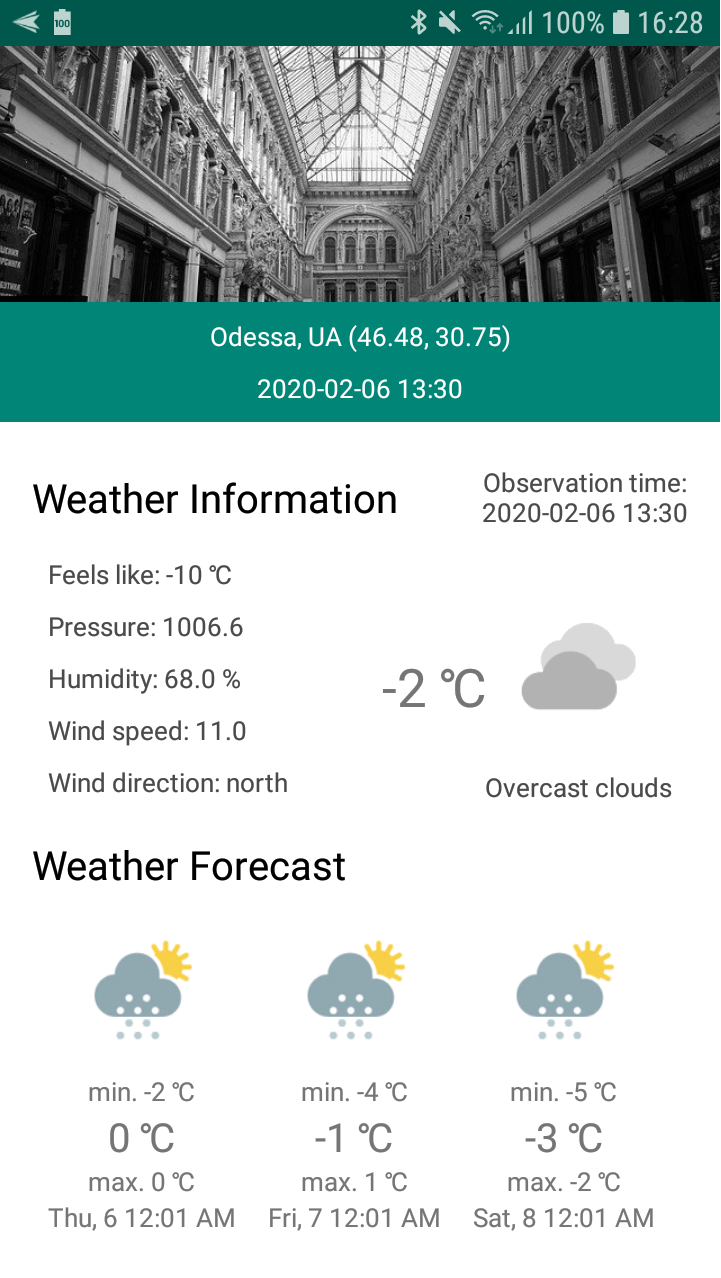 100 100% 16:28
Odessa, UA (46.48, 30.75)
2020-02-06 13:30
Weather Information
Observation time:
2020-02-06 13:30
Feels like: -10 ℃
Pressure: 1006.6
Humidity: 68.0 %
Wind speed: 11.0
Wind direction: north
-2 ℃
Overcast clouds
Weather Forecast
min. -2 ℃ min. -4 ℃ min. -5 ℃
0 ℃ -1 ℃ -3 ℃
max. 0 ℃ max. 1 ℃ max. -2 ℃
Thu, 6 12:01 AM Fri, 7 12:01 AM Sat, 8 12:01 AM